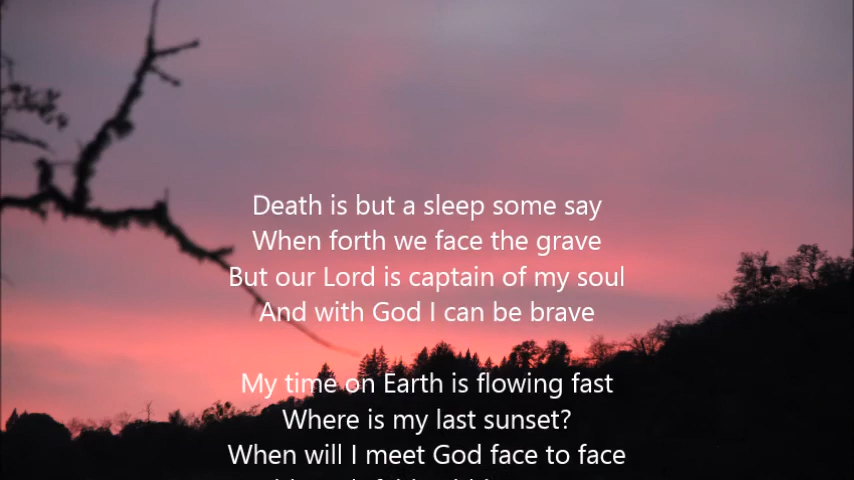 Death is but a sleep some say
When forth we face the grave
But our Lord is captain of my soul
And with God I can be brave
My time on Earth is flowing fast
Where is my last sunset?
When will I meet God face to face